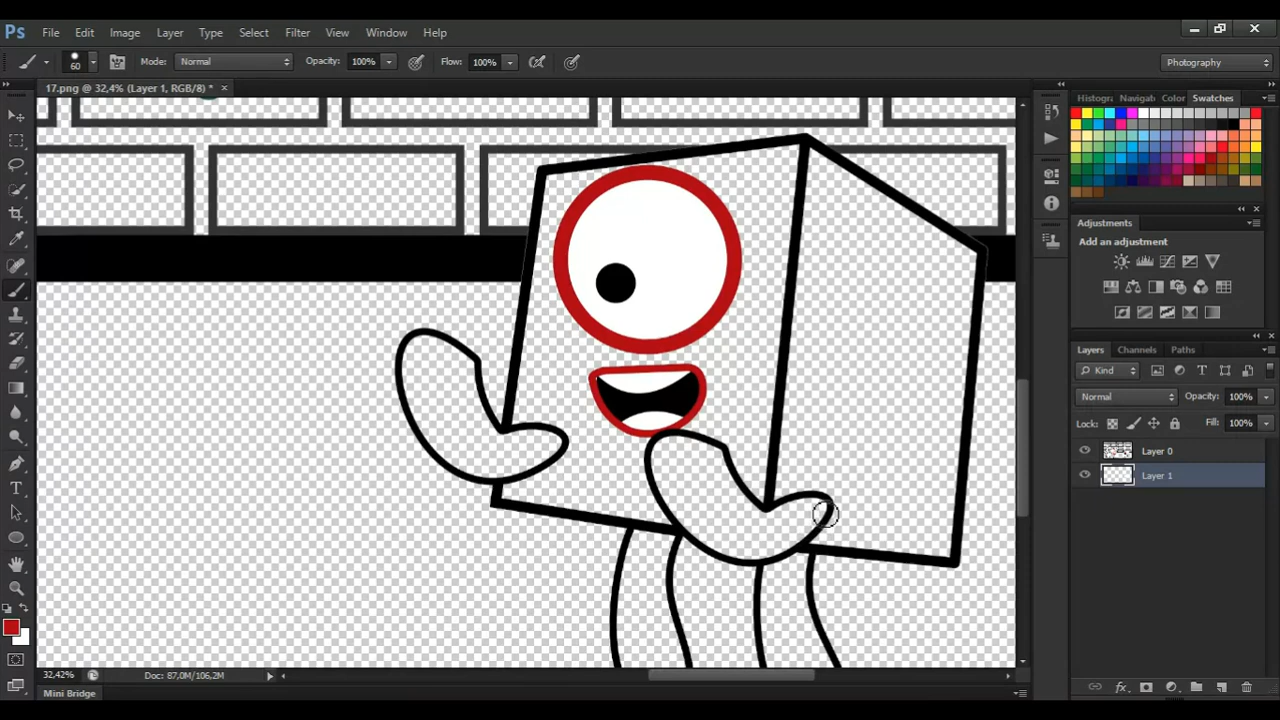 Ps File Edit Image Layer Type Select Filter View Window Help
60 Mode: Normal Opacity: 100% Flow: 100% Photography
17.png @ 32,4% (Layer 1, RGB/8) * ×
Histogr Navigab Color Swatches
Adjustments
Add an adjustment
Layers Channels Paths
Kind
Normal Opacity: 100%
Lock: Fill: 100%
Layer 0
Layer 1
32,42% Doc: 87,0M/106,2M
Mini Bridge